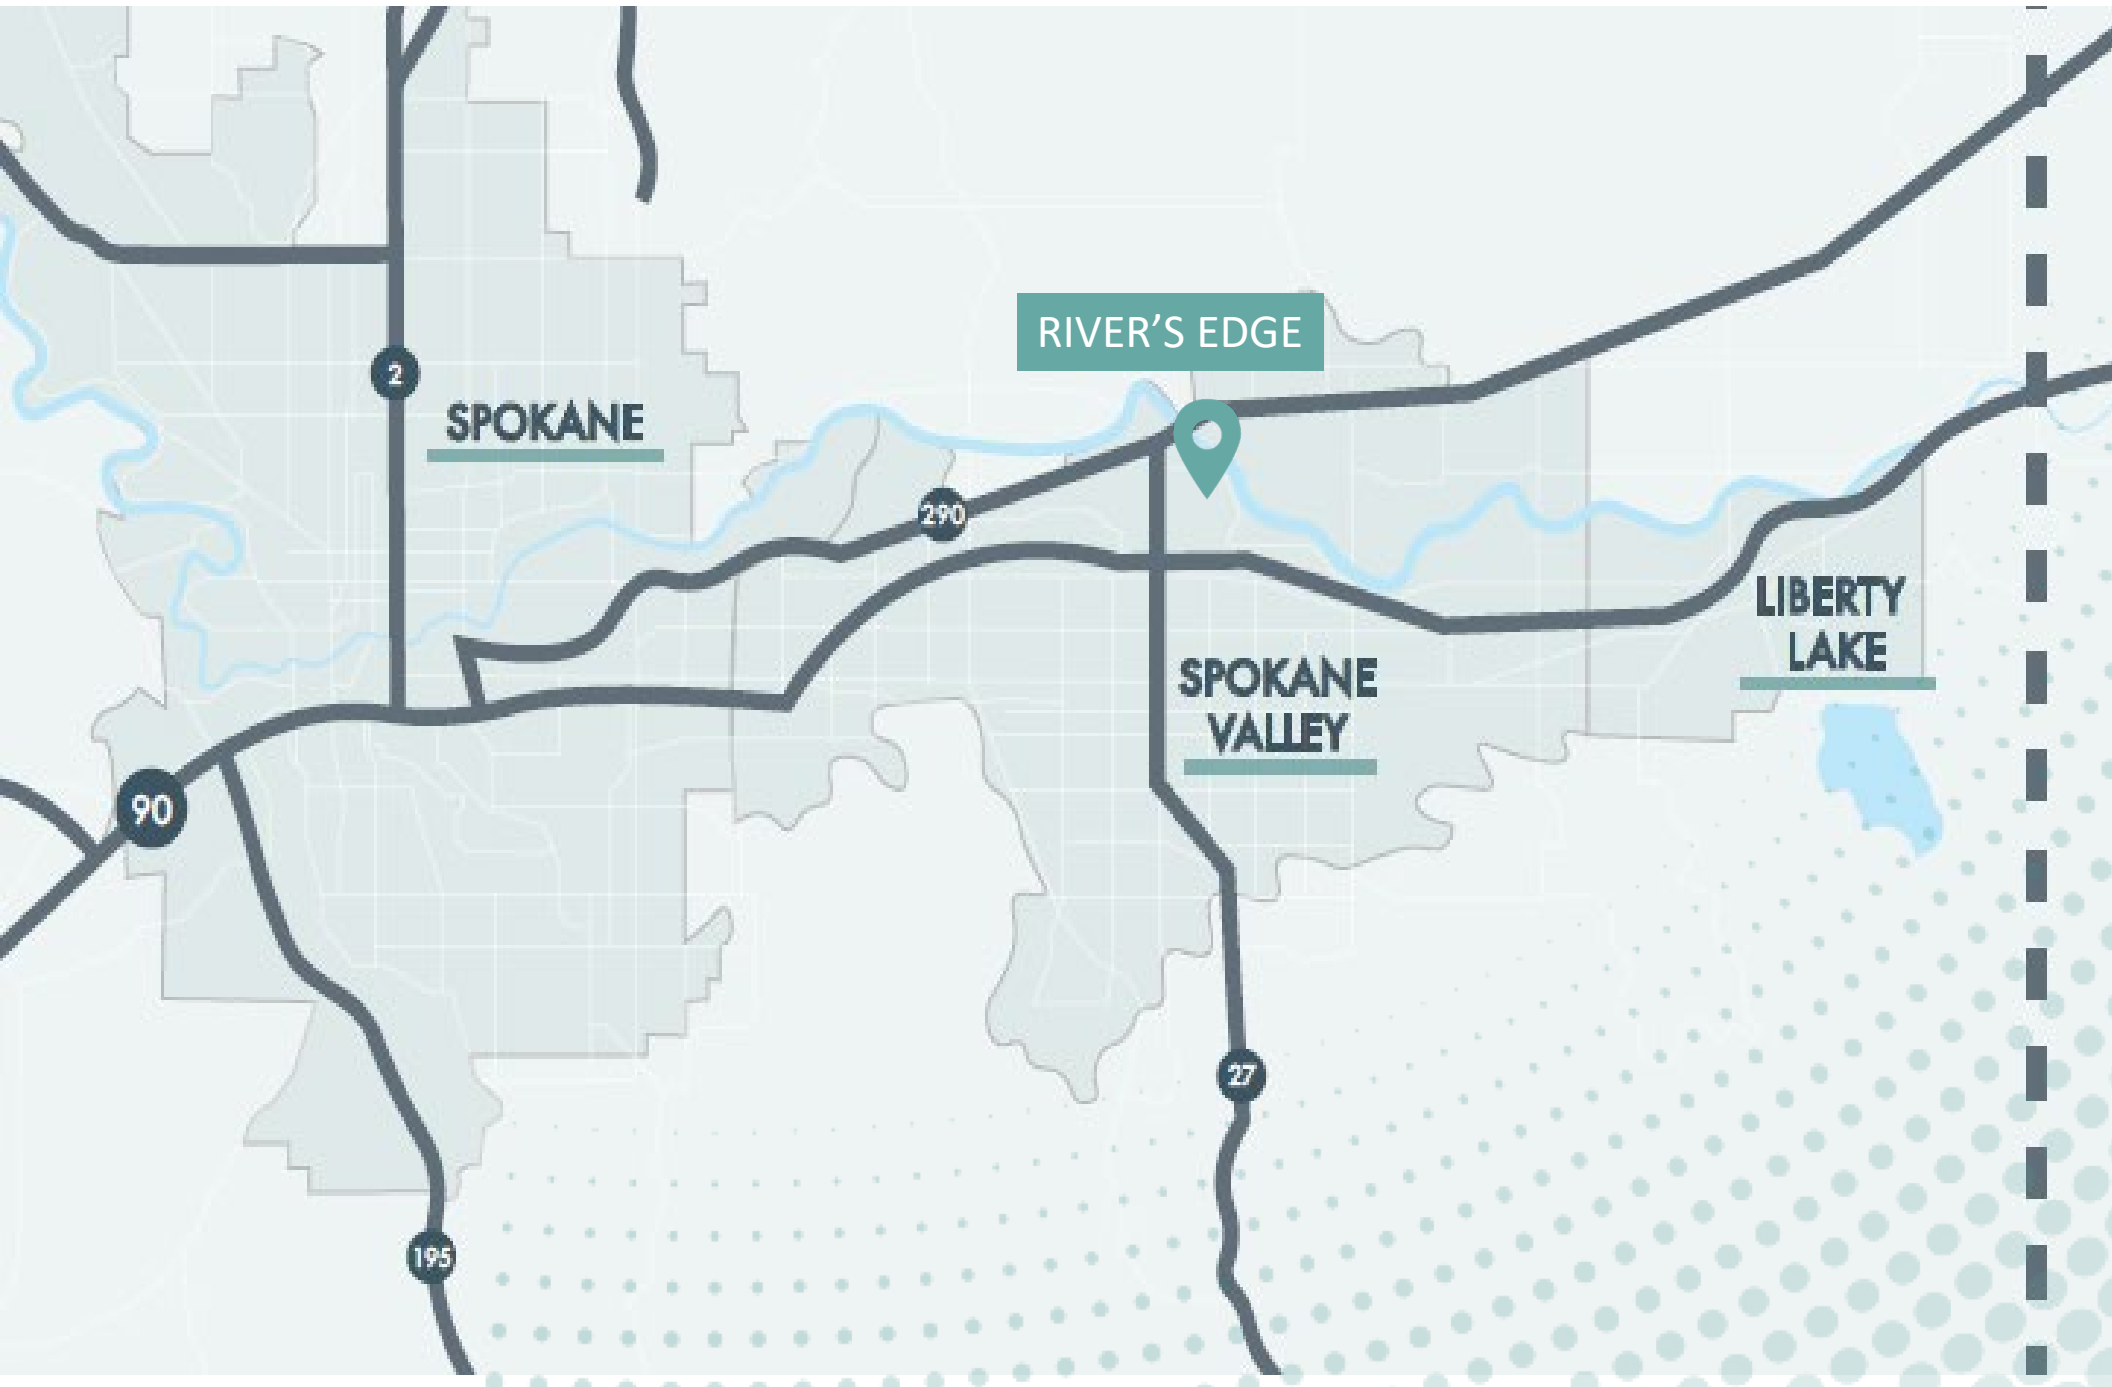 RIVER’S EDGE
2
SPOKANE
290
LIBERTY
LAKE
SPOKANE
VALLEY
90
27
195